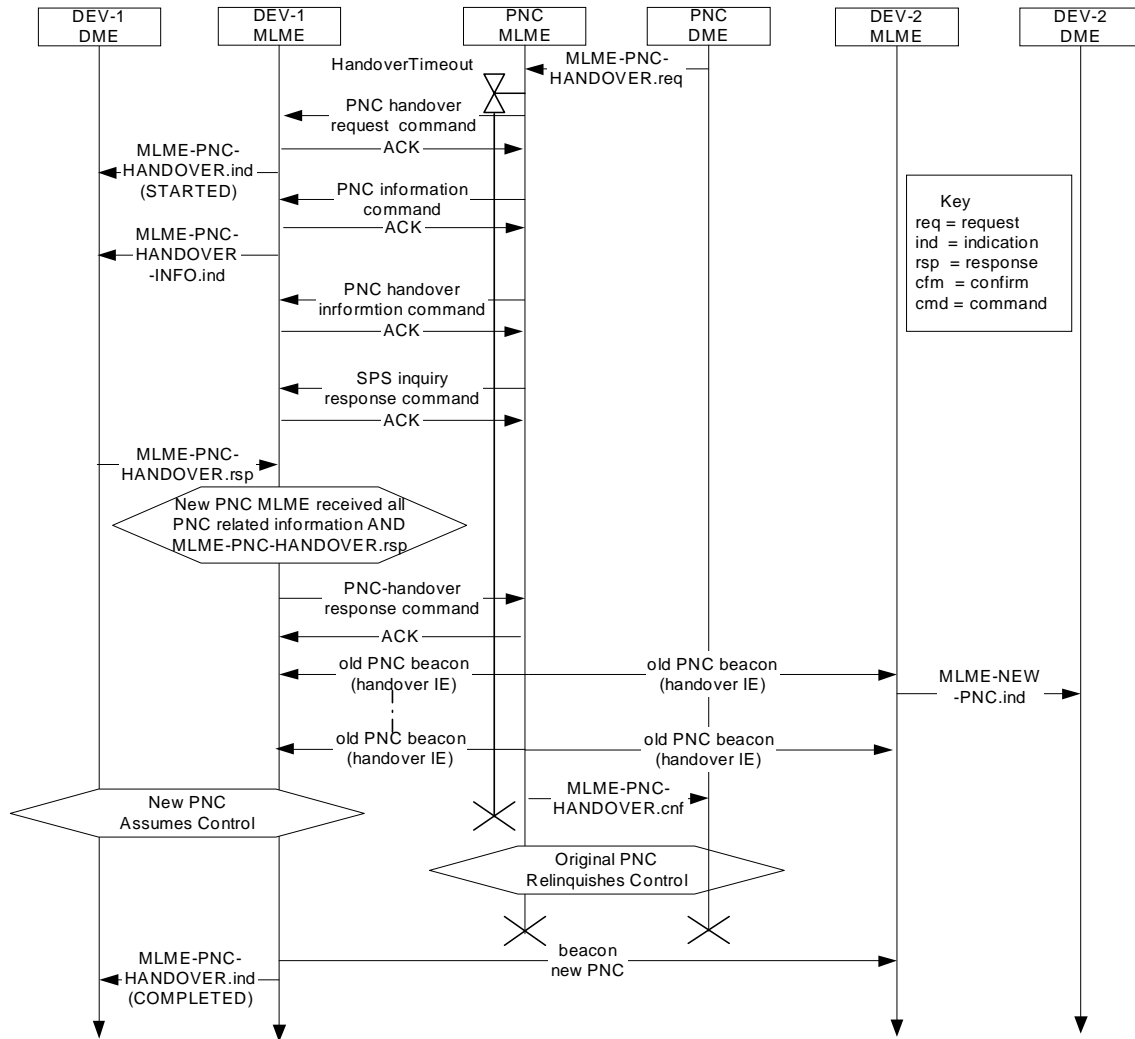 DEV-1
DME
DEV-1
MLME
PNC
MLME
PNC
DME
DEV-2
MLME
DEV-2
DME
HandoverTimeout
MLME-PNC-
HANDOVER.req
PNC handover
request command
ACK
MLME-PNC-
HANDOVER.ind
(STARTED)
PNC information
command
ACK
MLME-PNC-
HANDOVER
-INFO.ind
Key
req = request
ind = indication
rsp = response
cfm = confirm
cmd = command
PNC handover
inrformtion command
ACK
SPS inquiry
response command
ACK
MLME-PNC-
HANDOVER.rsp
New PNC MLME received all
PNC related information AND
MLME-PNC-HANDOVER.rsp
PNC-handover
response command
ACK
old PNC beacon
(handover IE)
old PNC beacon
(handover IE)
MLME-NEW
-PNC.ind
old PNC beacon
(handover IE)
old PNC beacon
(handover IE)
MLME-PNC-
HANDOVER.cnf
New PNC
Assumes Control
Original PNC
Relinquishes Control
beacon
new PNC
MLME-PNC-
HANDOVER.ind
(COMPLETED)